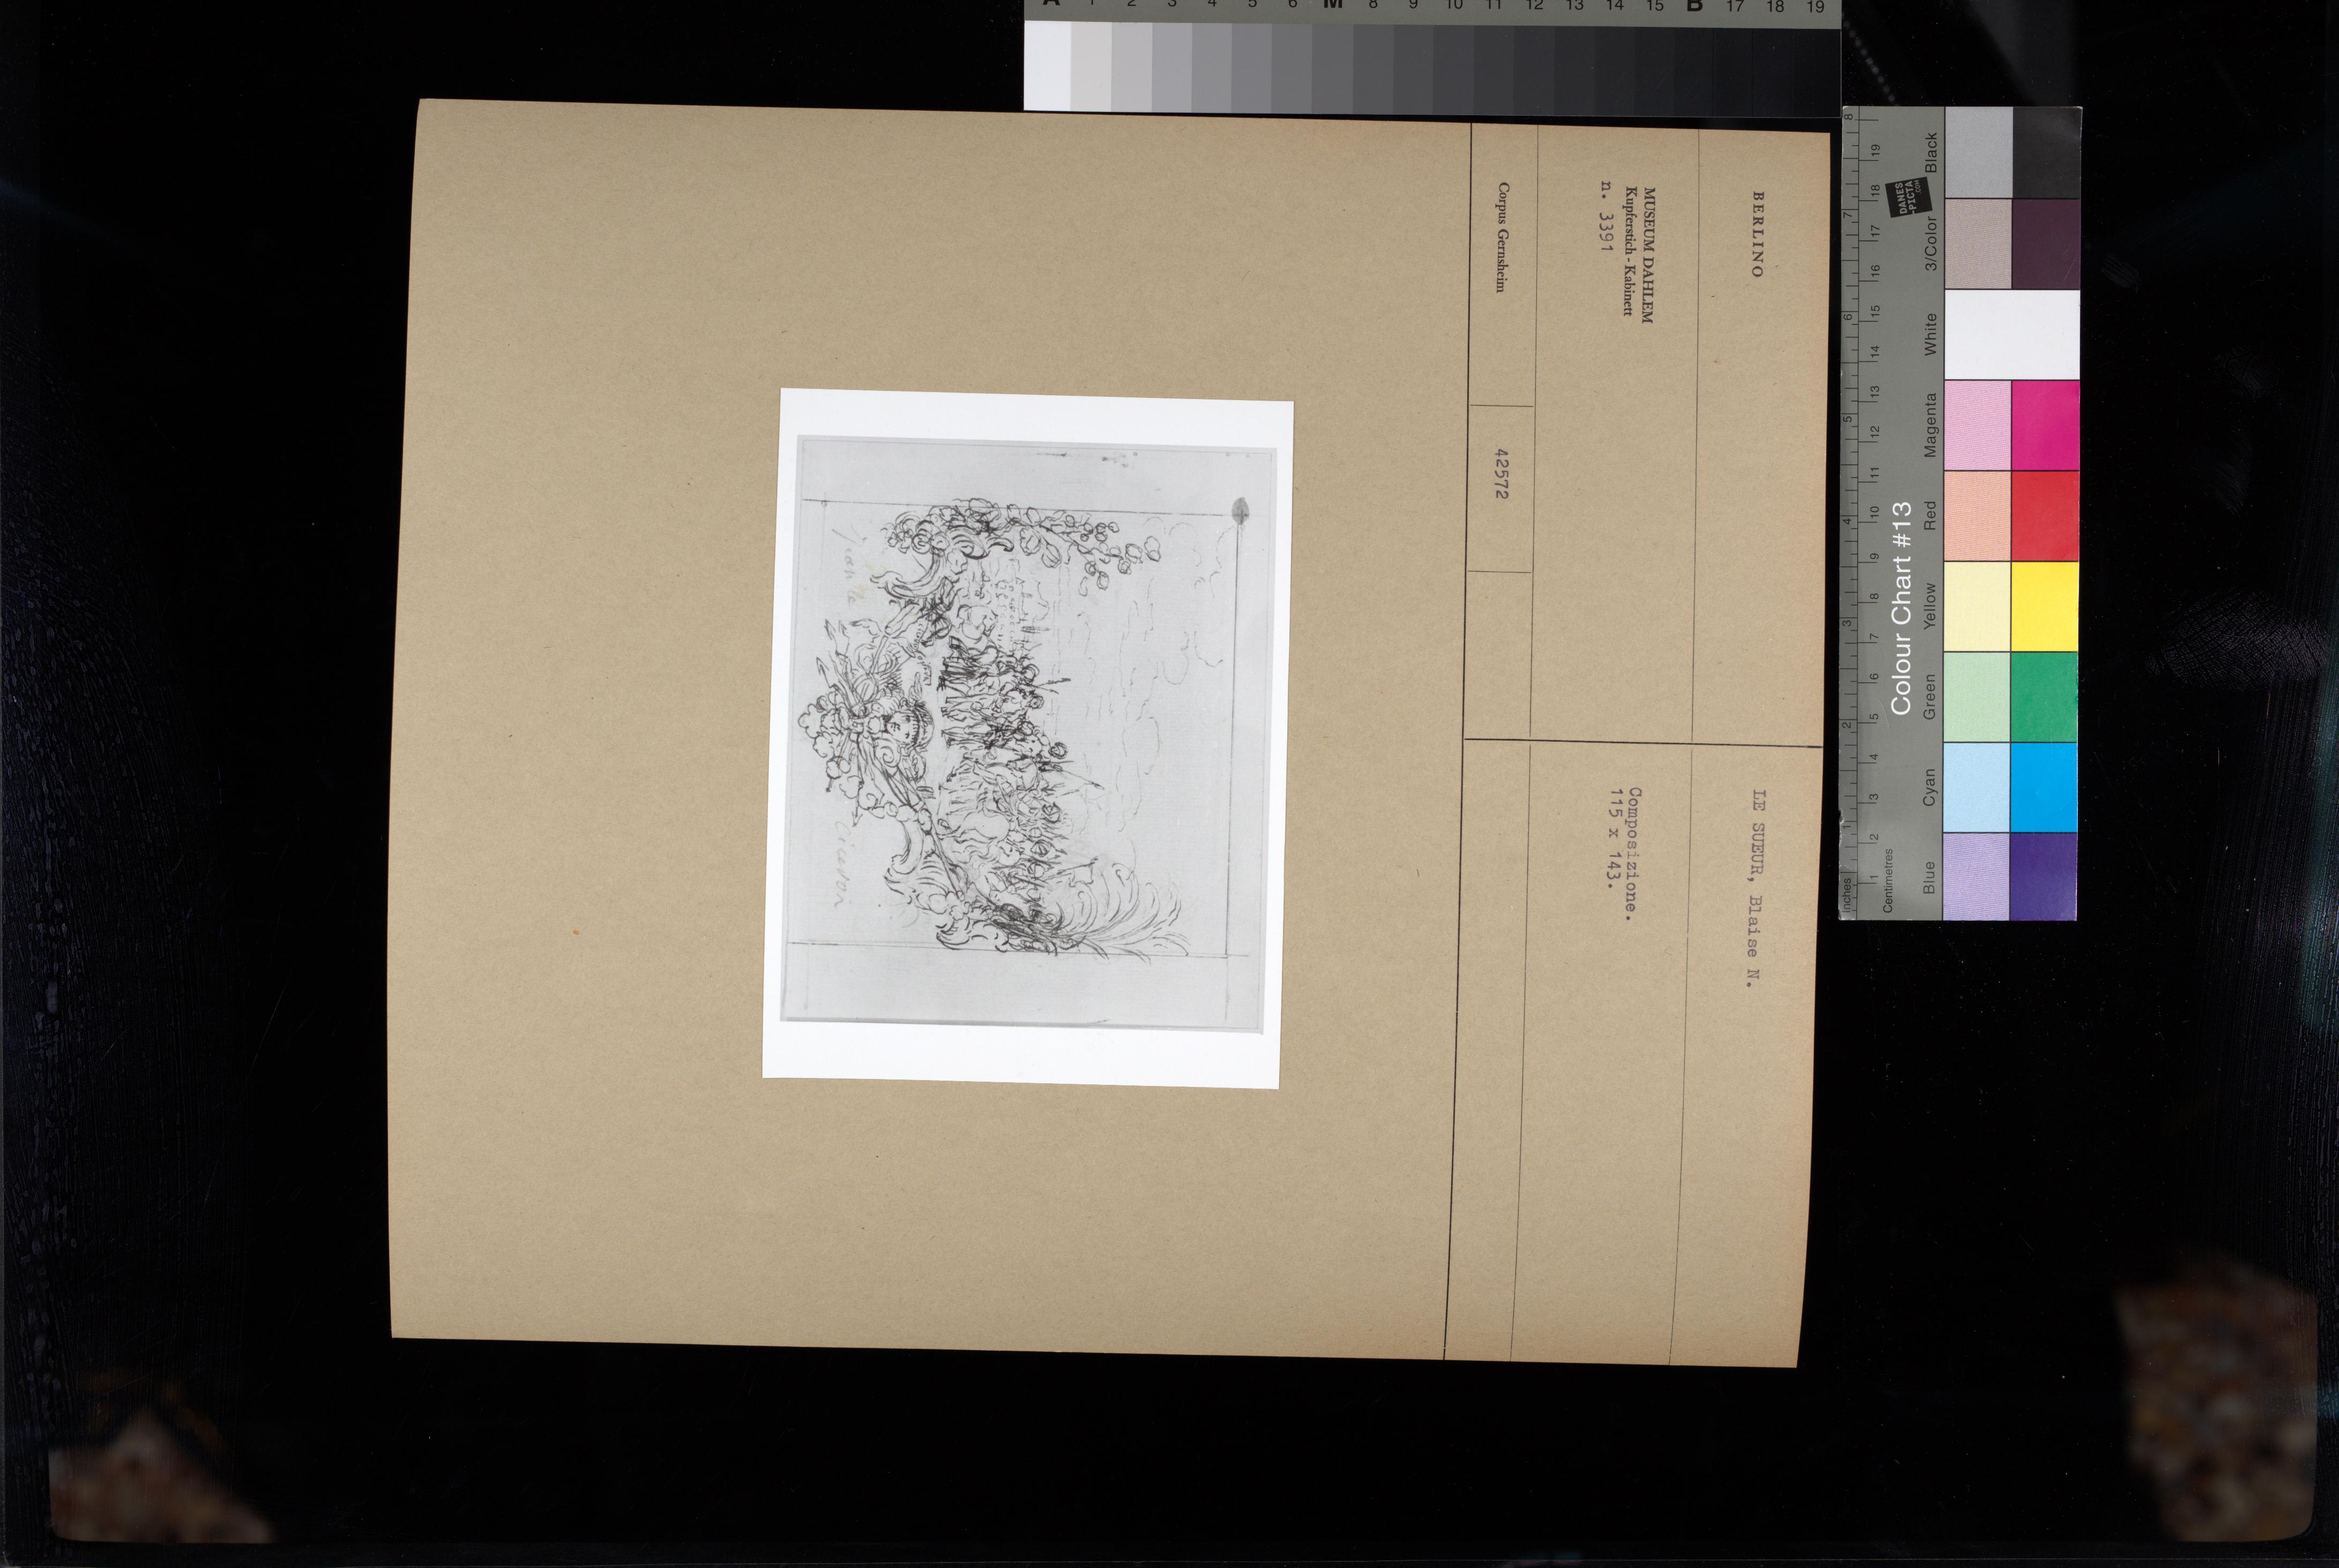 BERLINO
LE SUEUR, Blaise N.
MUSEUM DAHLEM
Kupferstich - Kabinett
n. 3391
Composizione.
115 x 143.
Corpus Gernsheim
42572
A 1 2 3 4 5 6 M 8 9 10 11 12 13 14 15 B 17 18 19
Colour Chart #13
Blue Cyan Green Yellow Red Magenta White 3/Color Black
Centimetres 1 2 3 4 5 6 7 8 9 10 11 12 13 14 15 16 17 18 19
Inches 1 2 3 4 5 6 7 8
DANES
-PICTA
.COM